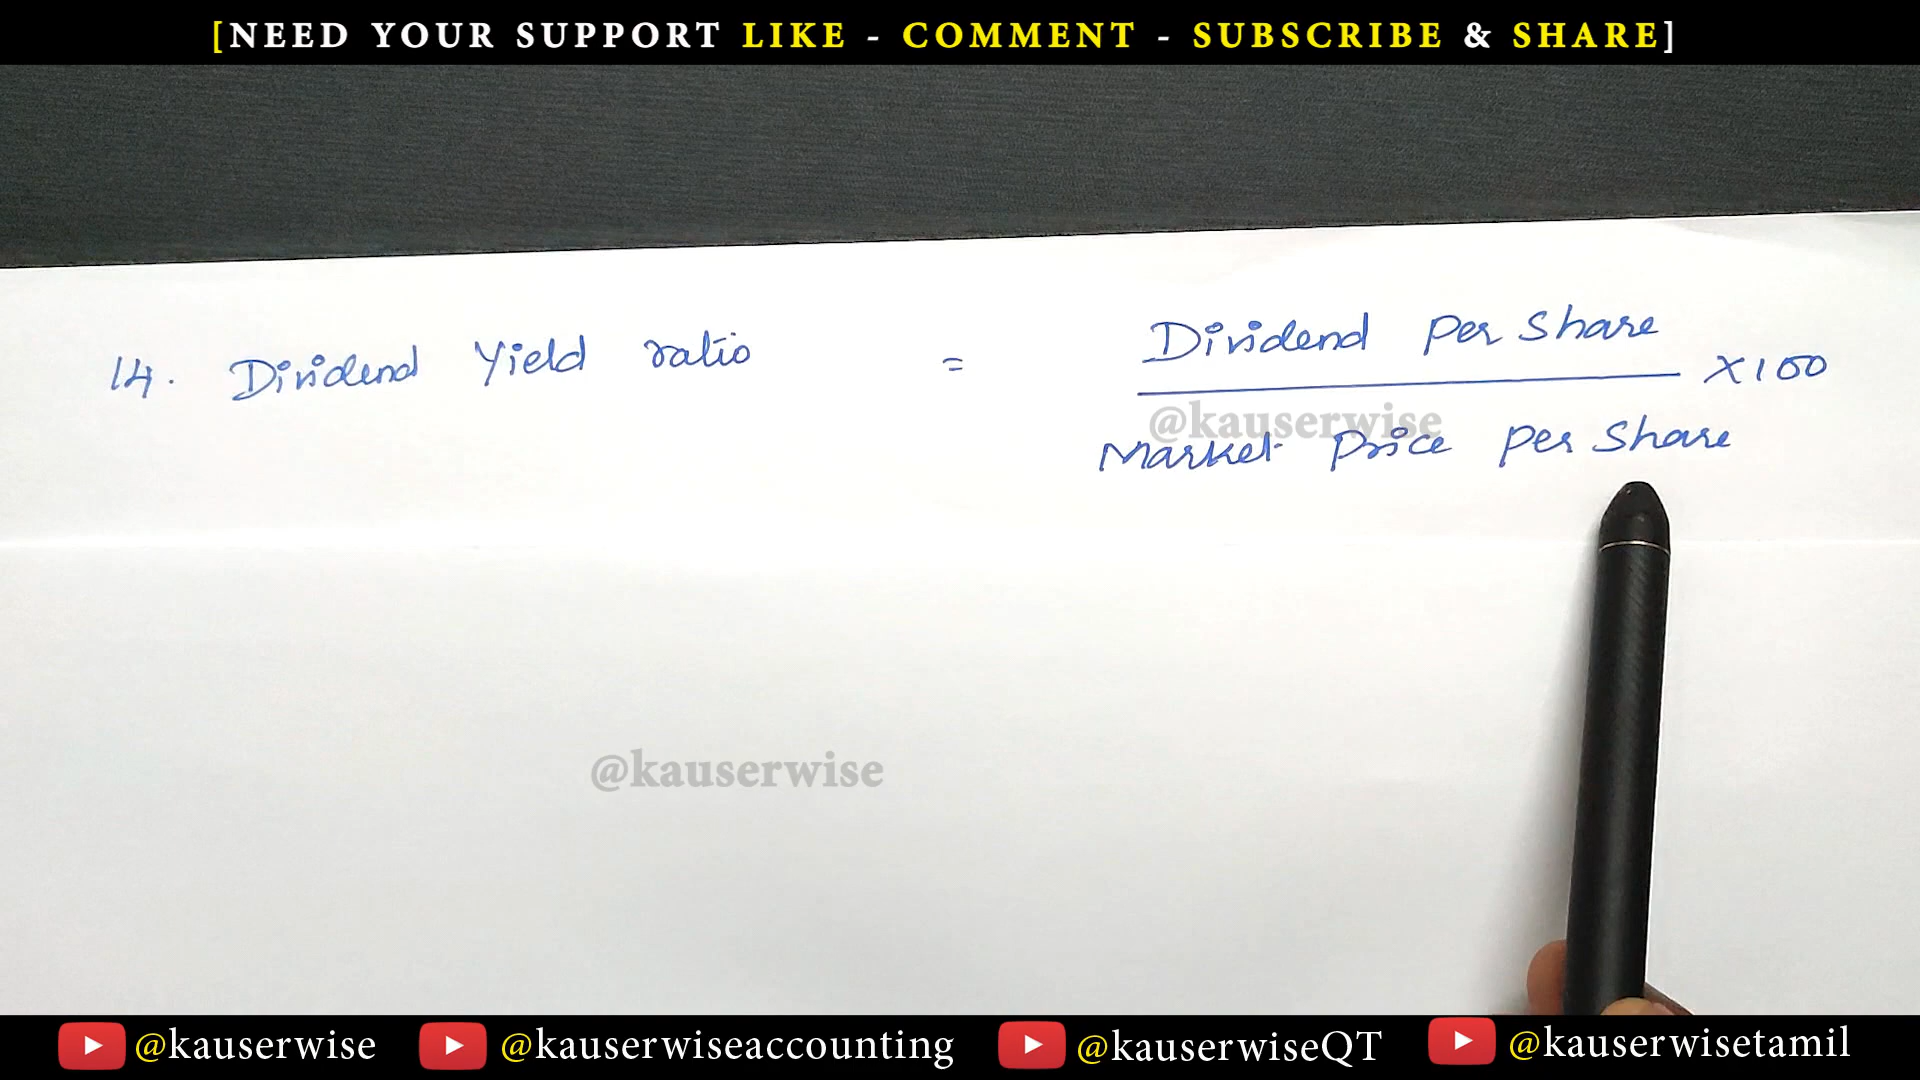 [NEED YOUR SUPPORT LIKE - COMMENT - SUBSCRIBE & SHARE]
14. Dividend Yield ratio = Dividend Per Share
X100
@kauserwise
Market Price Per Share
@kauserwise
@kauserwise @kauserwiseaccounting @kauserwiseQT @kauserwisetamil